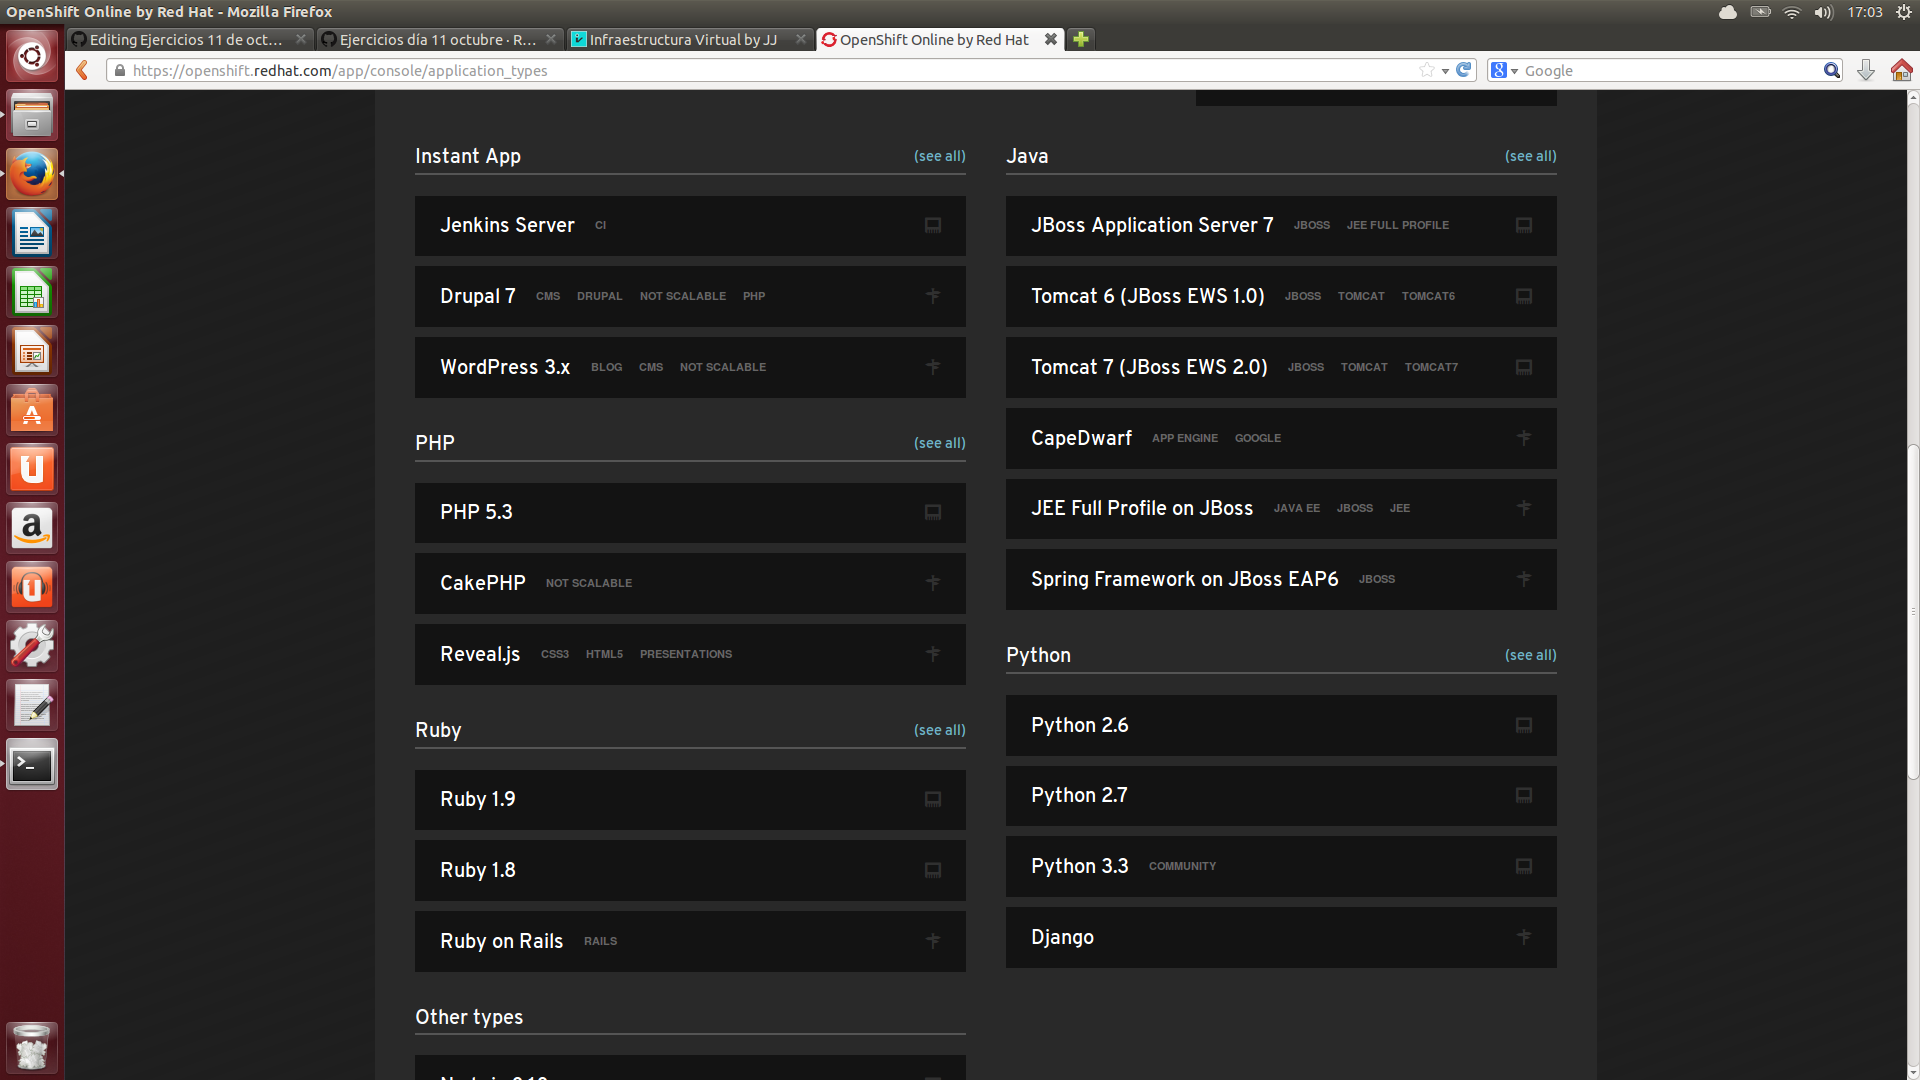 OpenShift Online by Red Hat - Mozilla Firefox
17:03
Editing Ejercicios 11 de oct...
Ejercicios día 11 octubre · R...
Infraestructura Virtual by JJ
OpenShift Online by Red Hat
https://openshift.redhat.com/app/console/application_types
Google
Instant App (see all)
Jenkins Server CI
Drupal 7 CMS DRUPAL NOT SCALABLE PHP
WordPress 3.x BLOG CMS NOT SCALABLE
PHP (see all)
PHP 5.3
CakePHP NOT SCALABLE
Reveal.js CSS3 HTML5 PRESENTATIONS
Ruby (see all)
Ruby 1.9
Ruby 1.8
Ruby on Rails RAILS
Other types
Java (see all)
JBoss Application Server 7 JBOSS JEE FULL PROFILE
Tomcat 6 (JBoss EWS 1.0) JBOSS TOMCAT TOMCAT6
Tomcat 7 (JBoss EWS 2.0) JBOSS TOMCAT TOMCAT7
CapeDwarf APP ENGINE GOOGLE
JEE Full Profile on JBoss JAVA EE JBOSS JEE
Spring Framework on JBoss EAP6 JBOSS
Python (see all)
Python 2.6
Python 2.7
Python 3.3 COMMUNITY
Django